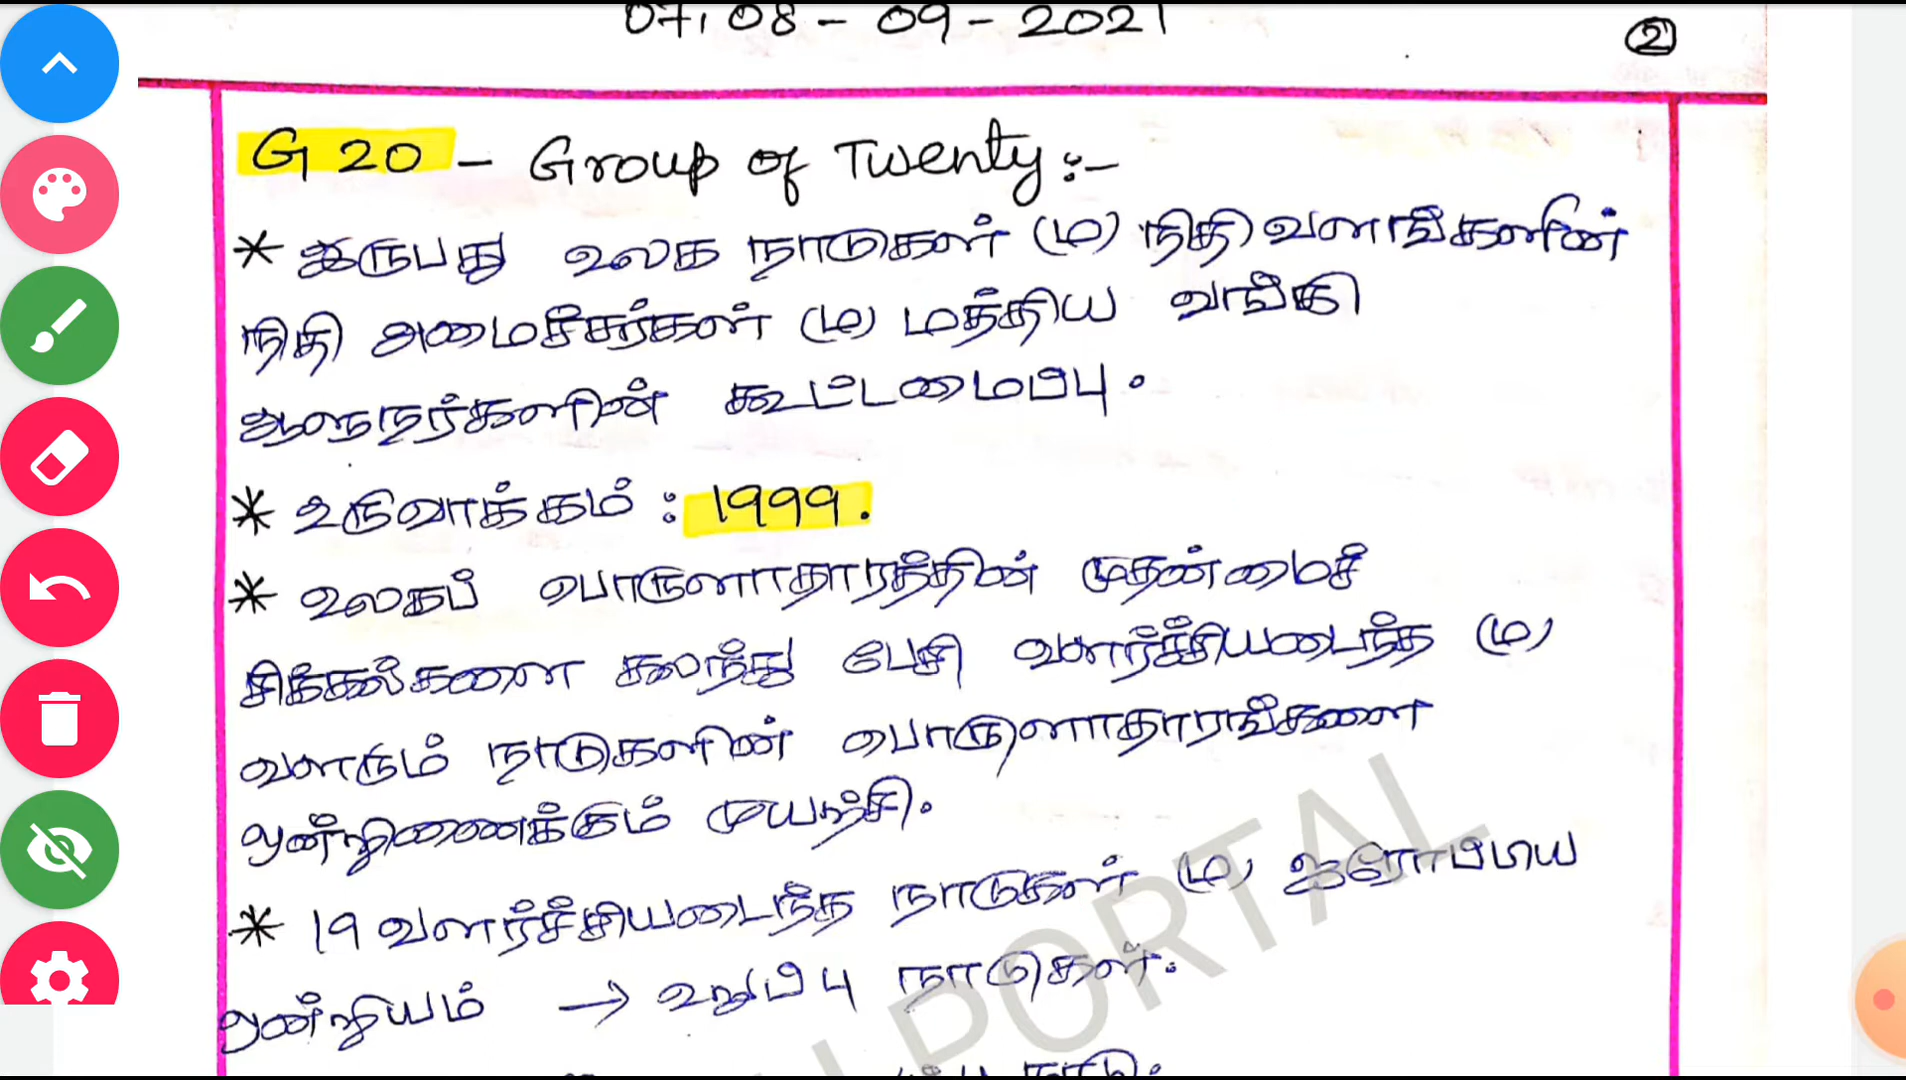 07, 08 - 09 - 2021
2
G 20 - Group of Twenty :-
* இருபது உலக நாடுகள் (ம) நிதி வளங்களின்
நிதி அமைச்சர்கள் (ம) மத்திய வங்கி
ஆளுநர்களின் கூட்டமைப்பு.
* உருவாக்கம் : 1999.
* உலகப் பொருளாதாரத்தின் முதன்மைச்
சிக்கல்களை கலந்து பேசி வளர்ச்சியடைந்த (ம)
வளரும் நாடுகளின் பொருளாதாரங்களை
ஒன்றிணைக்கும் முயற்சி.
* 19 வளர்ச்சியடைந்த நாடுகள் (ம) ஐரோப்பிய
ஒன்றியம் → உறுப்பு நாடுகள்.
PORTAL